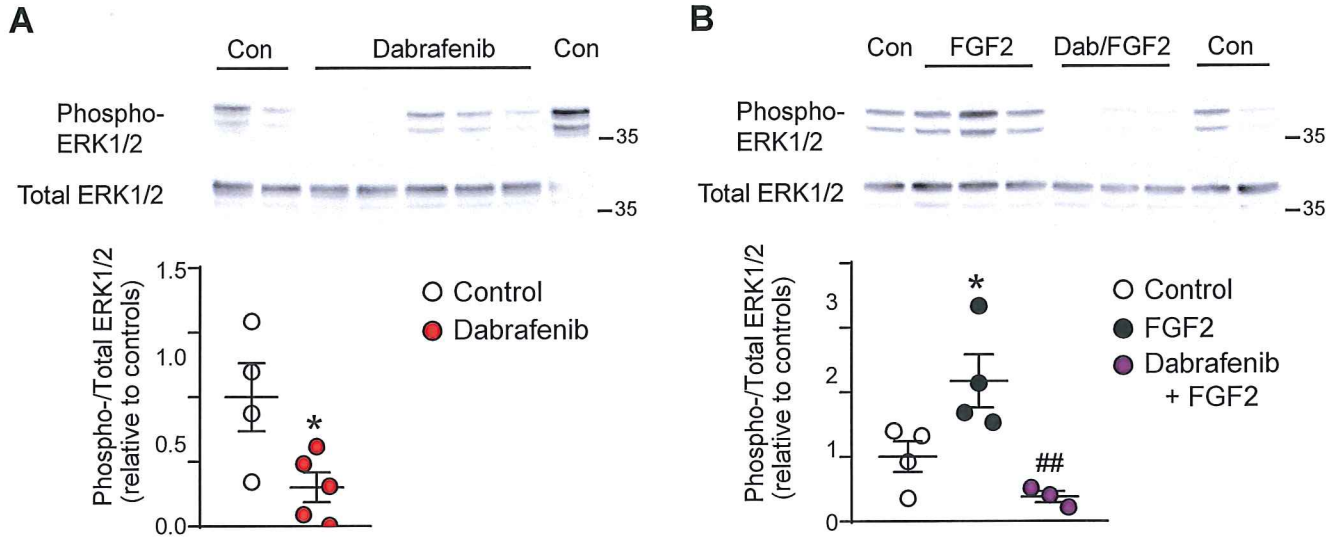 A
Con Dabrafenib Con
Phospho-
ERK1/2
35
Total ERK1/2
35
Phospho-/Total ERK1/2
(relative to controls)
1.5
1.0
0.5
0.0
*
Control
Dabrafenib
B
Con FGF2 Dab/FGF2 Con
Phospho-
ERK1/2
35
Total ERK1/2
35
Phospho-/Total ERK1/2
(relative to controls)
3
2
1
0
*
##
Control
FGF2
Dabrafenib
+ FGF2